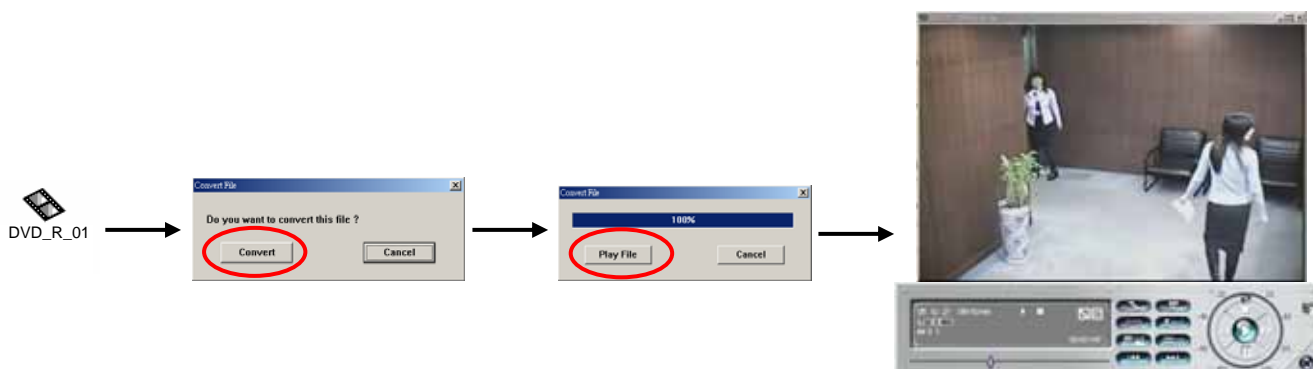 DVD_R_01
Convert File
Do you want to convert this file ?
Convert
Cancel
Convert File
100%
Play File
Cancel